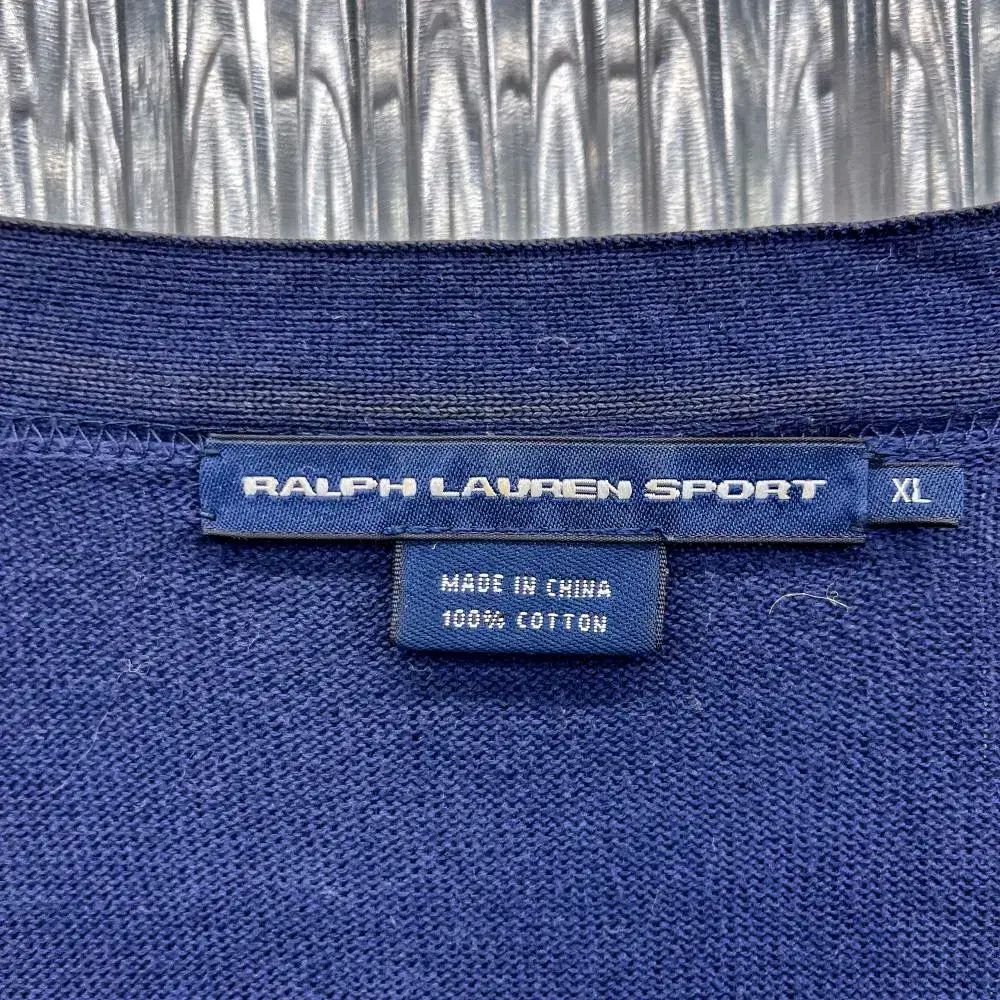 RALPH LAUREN SPORT
XL
MADE IN CHINA
100% COTTON